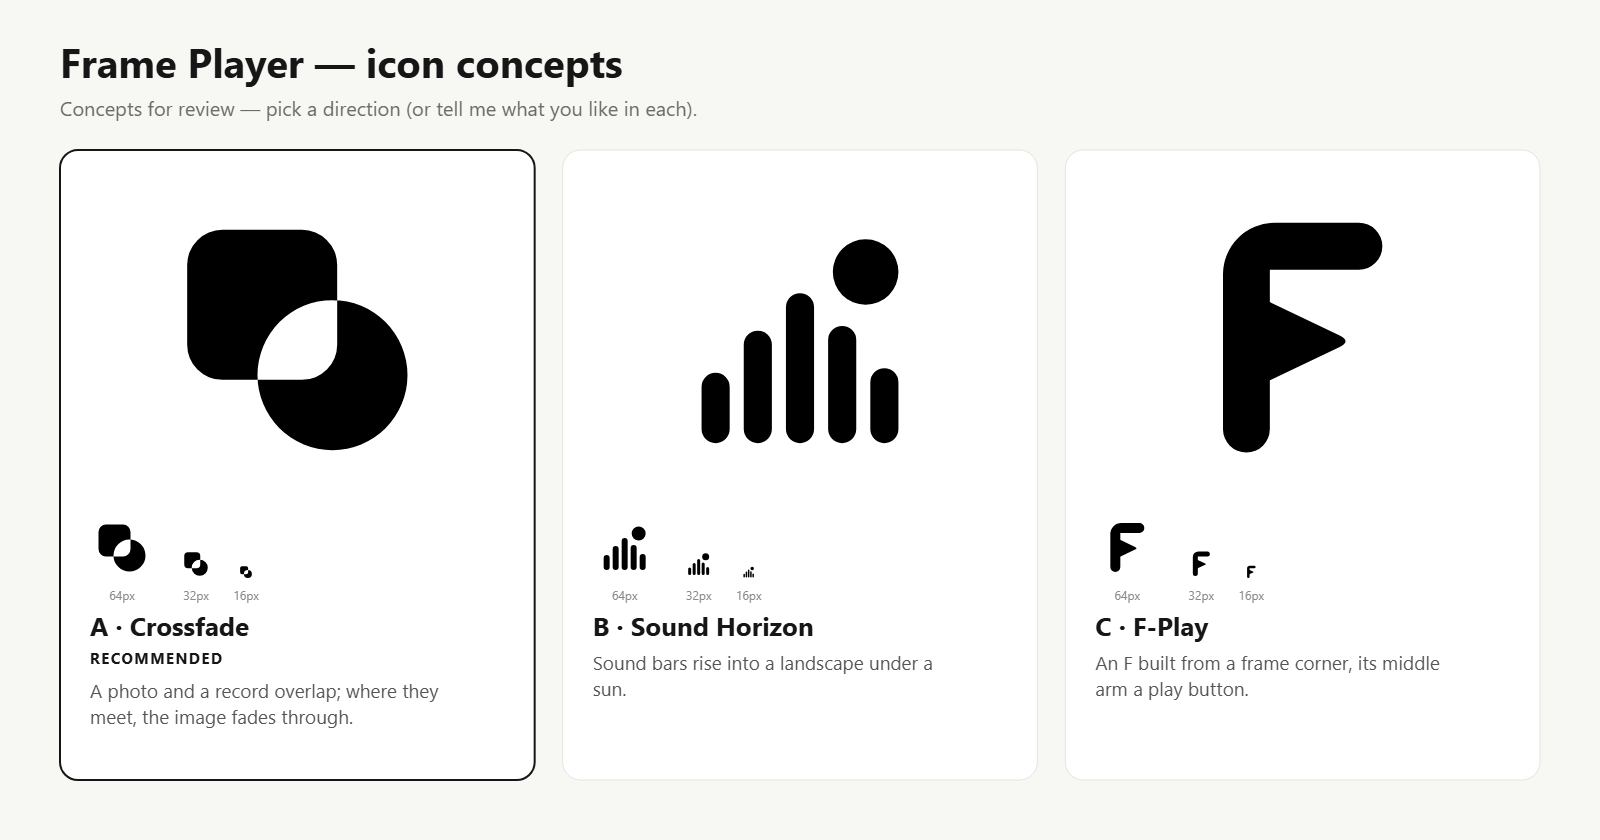 Frame Player — icon concepts
Concepts for review — pick a direction (or tell me what you like in each).
64px 32px 16px
A · Crossfade
RECOMMENDED
A photo and a record overlap; where they
meet, the image fades through.
64px 32px 16px
B · Sound Horizon
Sound bars rise into a landscape under a
sun.
64px 32px 16px
C · F-Play
An F built from a frame corner, its middle
arm a play button.